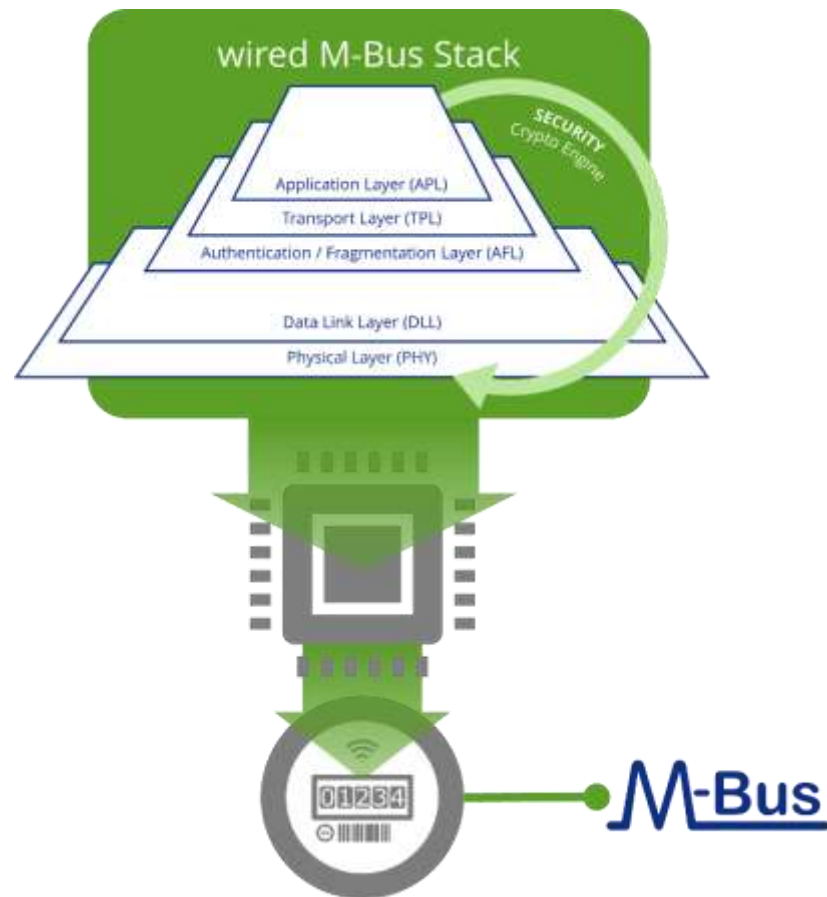 wired M-Bus Stack
SECURITY
Crypto Engine
Application Layer (APL)
Transport Layer (TPL)
Authentication / Fragmentation Layer (AFL)
Data Link Layer (DLL)
Physical Layer (PHY)
01234
M-Bus